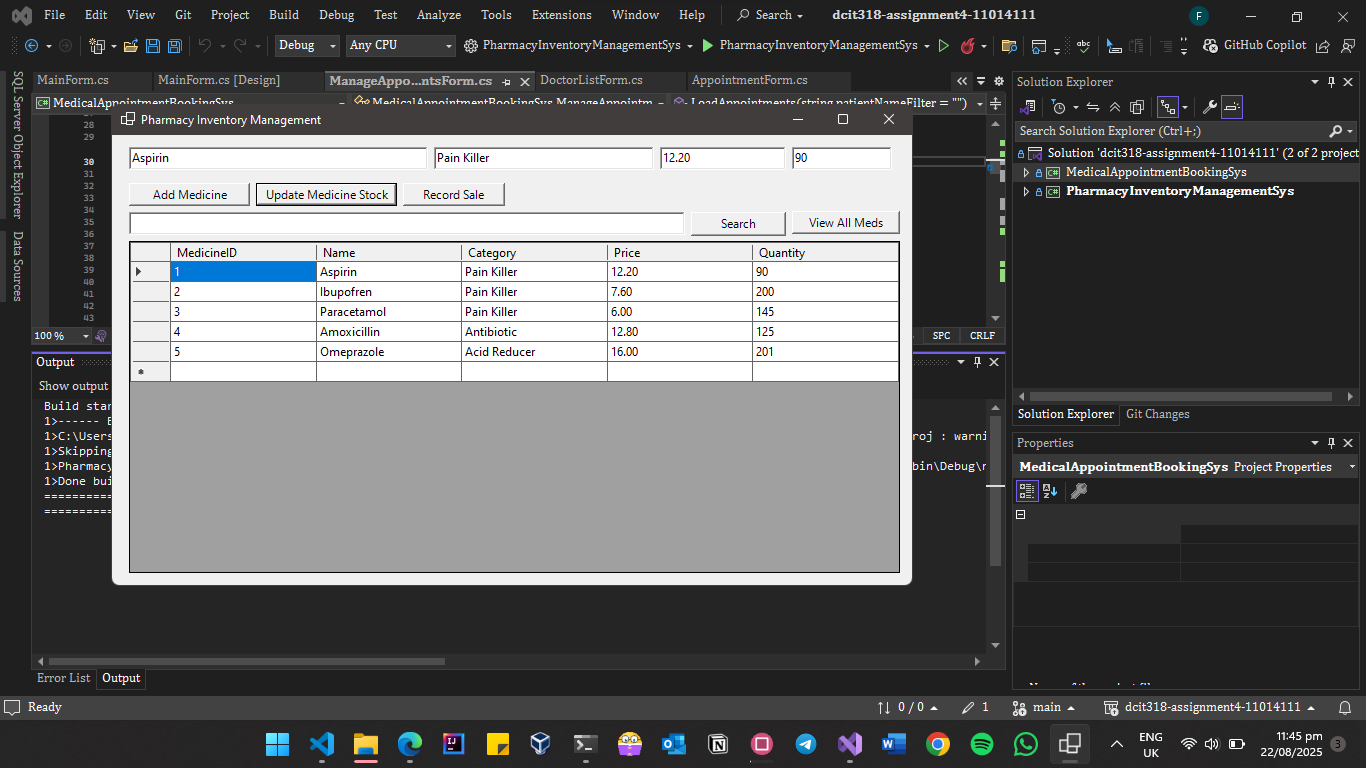 File Edit View Git Project Build Debug Test Analyze Tools Extensions Window Help Search dcit318-assignment4-11014111 F
Debug Any CPU PharmacyInventoryManagementSys PharmacyInventoryManagementSys GitHub Copilot
SQL Server Object Explorer
Data Sources
MainForm.cs MainForm.cs [Design] ManageAppo...ntsForm.cs DoctorListForm.cs AppointmentForm.cs
MedicalAppointmentBookingSys MedicalAppointmentBookingSys.ManageAppointm LoadAppointments(string patientNameFilter = "")
28
29
30
31
32
33
34
35
36
37
38
39
40
41
42
43
Pharmacy Inventory Management
Aspirin Pain Killer 12.20 90
Add Medicine Update Medicine Stock Record Sale
Search View All Meds
MedicineID Name Category Price Quantity
1 Aspirin Pain Killer 12.20 90
2 Ibupofren Pain Killer 7.60 200
3 Paracetamol Pain Killer 6.00 145
4 Amoxicillin Antibiotic 12.80 125
5 Omeprazole Acid Reducer 16.00 201
*
100 % SPC CRLF
Output
Show output
Build star
1>------ B
1>C:\Users roj : warni
1>Skipping
1>Pharmacy bin\Debug\n
1>Done bui
==========
==========
Error List Output
Solution Explorer
Search Solution Explorer (Ctrl+;)
Solution 'dcit318-assignment4-11014111' (2 of 2 project
MedicalAppointmentBookingSys
PharmacyInventoryManagementSys
Solution Explorer Git Changes
Properties
MedicalAppointmentBookingSys Project Properties
Ready 0 / 0 1 main dcit318-assignment4-11014111
ENG
UK
11:45 pm
22/08/2025
3